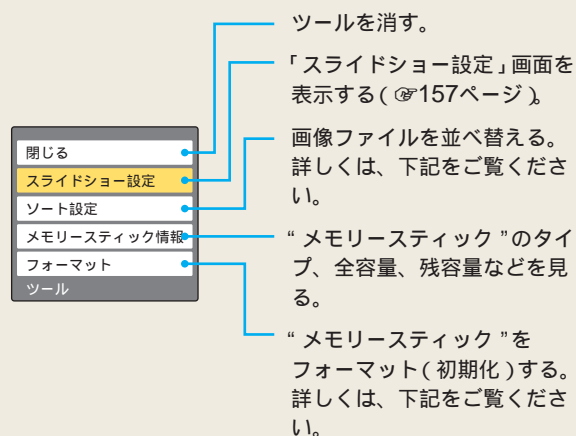 ツールを消す。
「スライドショー設定」画面を
表示する(☞157ページ)。
画像ファイルを並べ替える。
詳しくは、下記をご覧くださ
い。
“メモリースティック”のタイ
プ、全容量、残容量などを見
る。
“メモリースティック”を
フォーマット(初期化)する。
詳しくは、下記をご覧くださ
い。
閉じる
スライドショー設定
ソート設定
メモリースティック情報
フォーマット
ツール